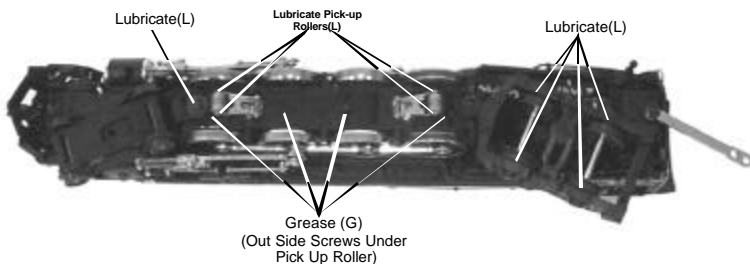 Lubricate(L)
Lubricate Pick-up
Rollers(L)
Lubricate(L)
Grease (G)
(Out Side Screws Under
Pick Up Roller)